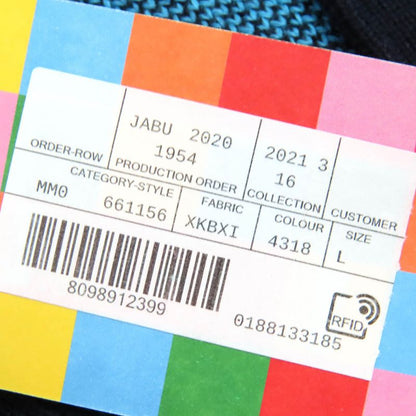 JABU 2020
1954
2021 3
16
ORDER-ROW PRODUCTION ORDER COLLECTION CUSTOMER
CATEGORY-STYLE FABRIC COLOUR SIZE
MM0 661156 XKBXI 4318 L
8098912399
0188133185
RFID